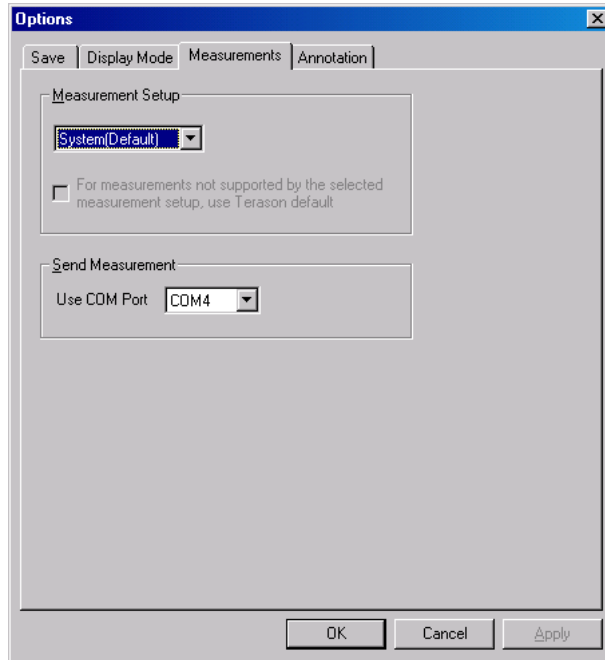 Options
Save Display Mode Measurements Annotation
Measurement Setup
System(Default)
For measurements not supported by the selected
measurement setup, use Terason default
Send Measurement
Use COM Port COM4
OK Cancel Apply